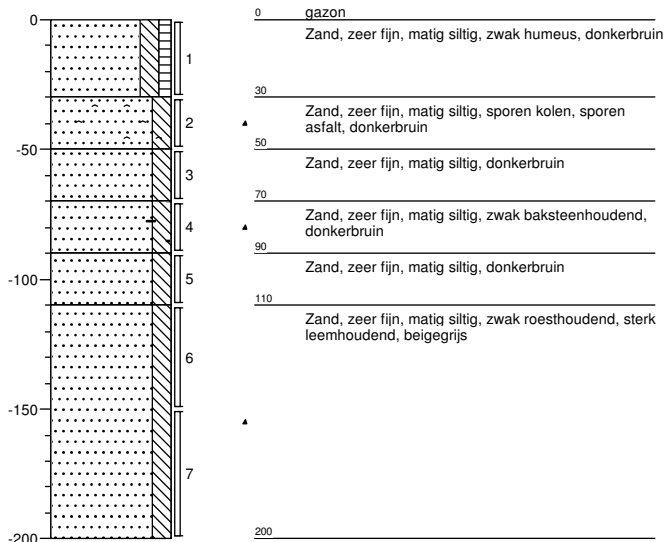 0
0
gazon
Zand, zeer fijn, matig siltig, zwak humeus, donkerbruin
1
30
Zand, zeer fijn, matig siltig, sporen kolen, sporen
asfalt, donkerbruin
2
-50
50
Zand, zeer fijn, matig siltig, donkerbruin
3
70
Zand, zeer fijn, matig siltig, zwak baksteenhoudend,
donkerbruin
4
90
Zand, zeer fijn, matig siltig, donkerbruin
5
-100
110
Zand, zeer fijn, matig siltig, zwak roesthoudend, sterk
leemhoudend, beigegrijs
6
-150
7
-200
200